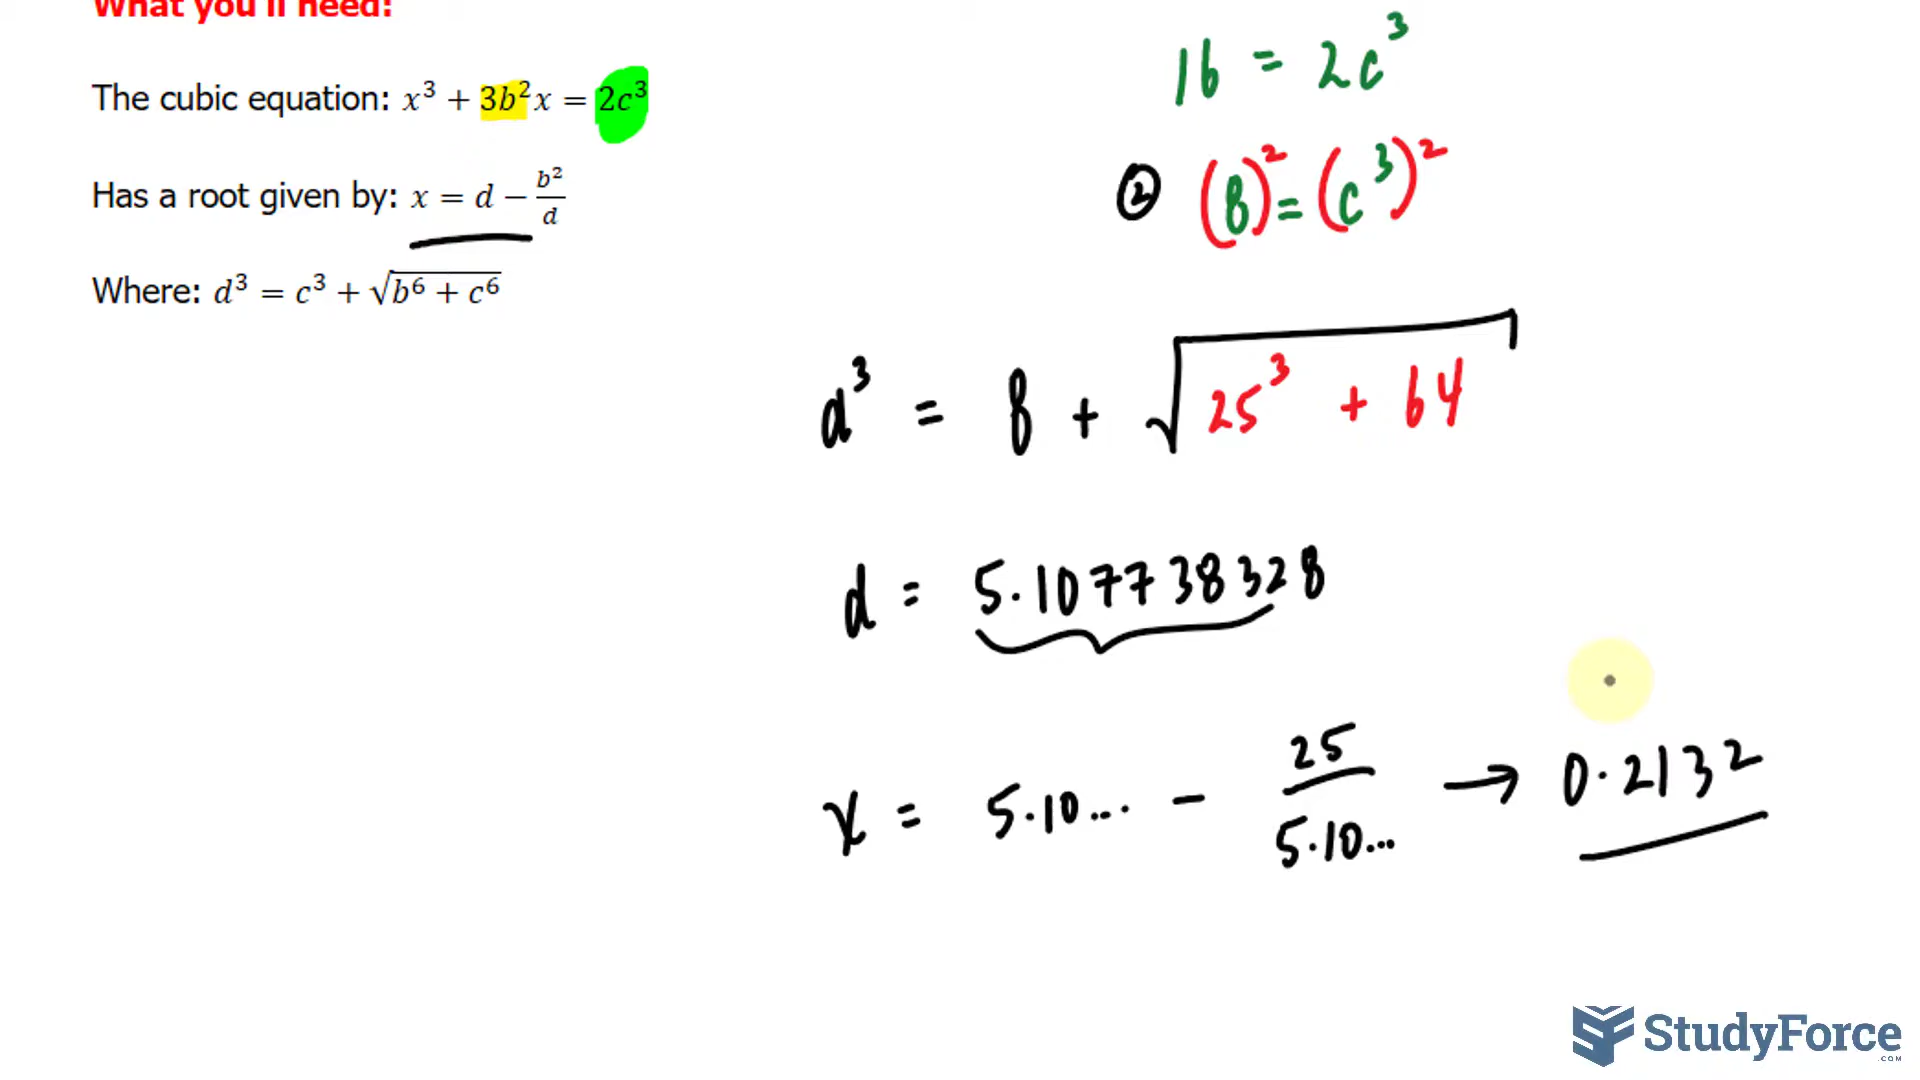 What you'll need:
The cubic equation: x³ + 3b²x = 2c³
Has a root given by: x = d − b²/d
Where: d³ = c³ + √(b⁶ + c⁶)
16 = 2c³
② (8)² = (c³)²
d³ = 8 + √(25³ + 64)
d = 5.107738328
x = 5.10... − 25/5.10... → 0.2132
StudyForce
.COM